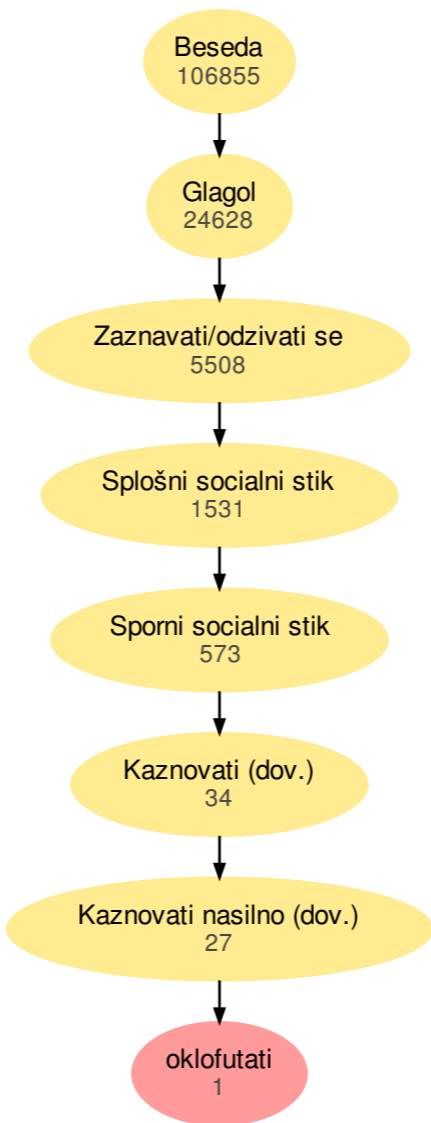 Beseda
106855
Glagol
24628
Zaznavati/odzivati se
5508
Splošni socialni stik
1531
Sporni socialni stik
573
Kaznovati (dov.)
34
Kaznovati nasilno (dov.)
27
oklofutati
1